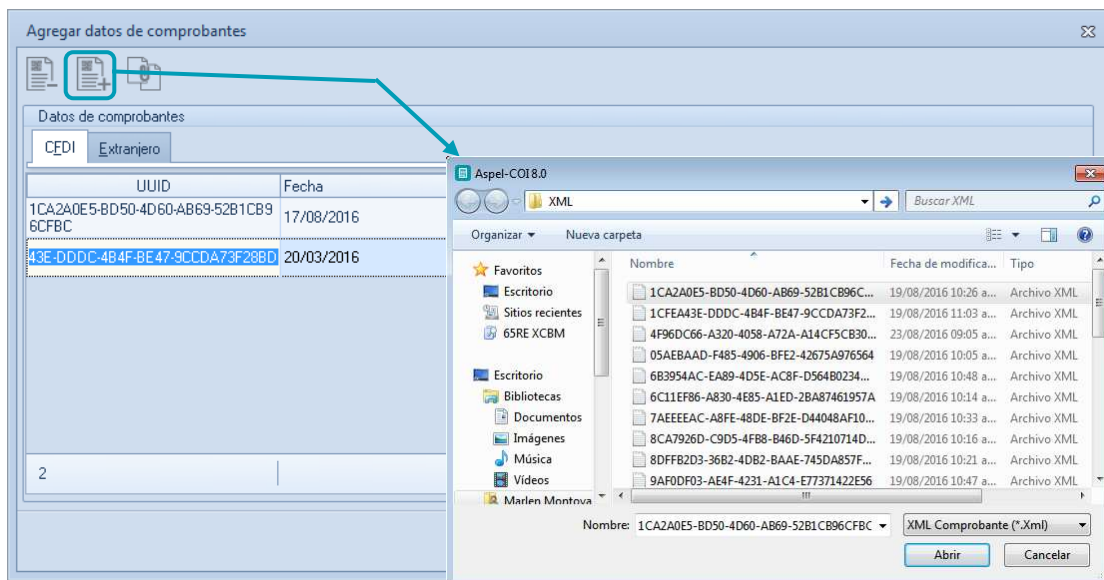 Agregar datos de comprobantes
Datos de comprobantes
CFDI Extranjero
UUID Fecha
1CA2A0E5-BD50-4D60-AB69-52B1CB9
6CFBC 17/08/2016
43E-DDDC-4B4F-BE47-9CCDA73F28BD 20/03/2016
2
Aspel-COI 8.0
XML
Buscar XML
Organizar Nueva carpeta
Favoritos
Escritorio
Sitios recientes
65RE XCBM
Escritorio
Bibliotecas
Documentos
Imágenes
Música
Vídeos
Marlen Montoya
Nombre Fecha de modifica... Tipo
1CA2A0E5-BD50-4D60-AB69-52B1CB96C... 19/08/2016 10:26 a... Archivo XML
1CFEA43E-DDDC-4B4F-BE47-9CCDA73F2... 19/08/2016 11:03 a... Archivo XML
4F96DC66-A320-4058-A72A-A14CF5CB30... 23/08/2016 09:05 a... Archivo XML
05AEBAAD-F485-4906-BFE2-42675A976564 19/08/2016 10:05 a... Archivo XML
6B3954AC-EA89-4D5E-AC8F-D564B0234... 19/08/2016 10:48 a... Archivo XML
6C11EF86-A830-4E85-A1ED-2BA87461957A 19/08/2016 10:14 a... Archivo XML
7AEEEEAC-A8FE-48DE-BF2E-D44048AF10... 19/08/2016 10:33 a... Archivo XML
8CA7926D-C9D5-4FB8-B46D-5F4210714D... 19/08/2016 10:16 a... Archivo XML
8DFFB2D3-36B2-4DB2-BAAE-745DA857F... 19/08/2016 10:21 a... Archivo XML
9AF0DF03-AE4F-4231-A1C4-E77371422E56 19/08/2016 10:47 a... Archivo XML
Nombre: 1CA2A0E5-BD50-4D60-AB69-52B1CB96CFBC XML Comprobante (*.Xml)
Abrir Cancelar